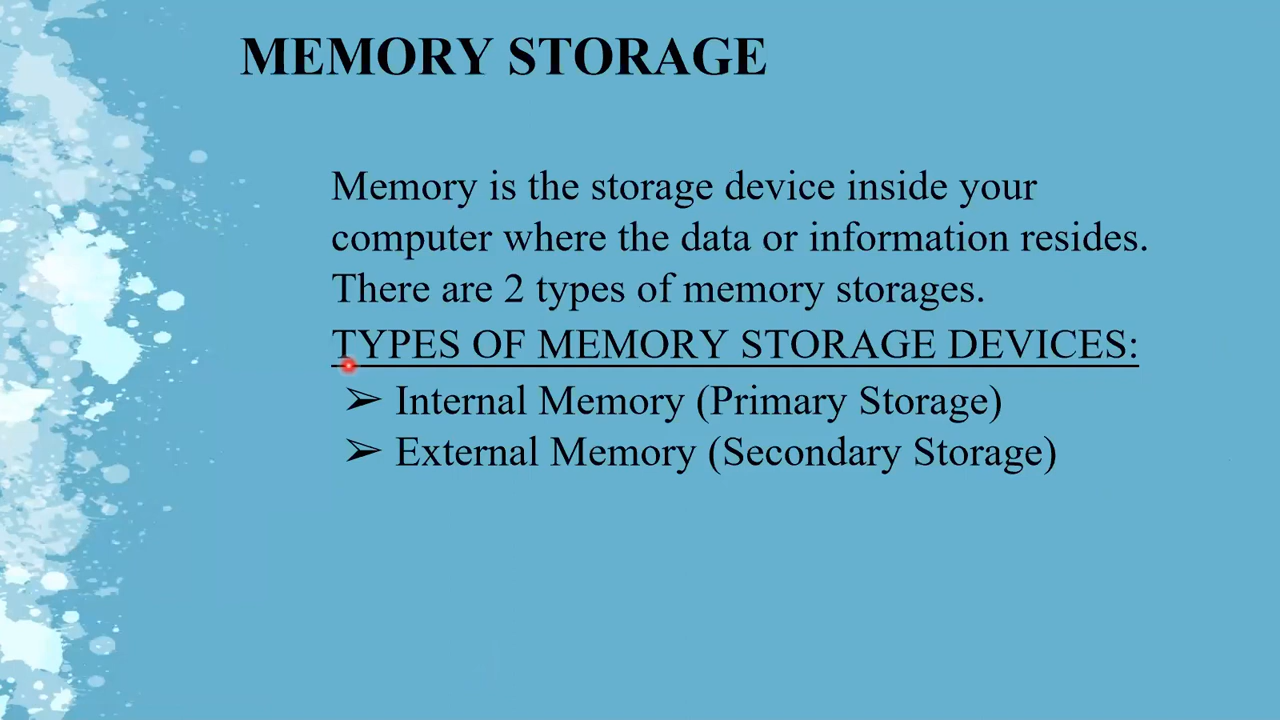 MEMORY STORAGE
Memory is the storage device inside your
computer where the data or information resides.
There are 2 types of memory storages.
TYPES OF MEMORY STORAGE DEVICES:
➢ Internal Memory (Primary Storage)
➢ External Memory (Secondary Storage)